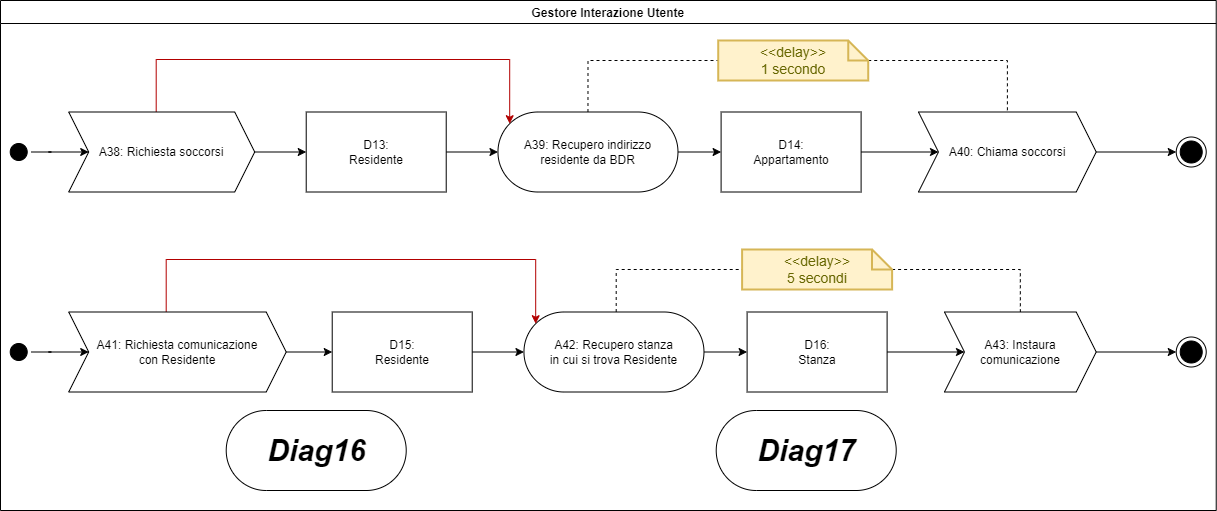 Gestore Interazione Utente
<<delay>>
1 secondo
A38: Richiesta soccorsi
D13:
Residente
A39: Recupero indirizzo
residente da BDR
D14:
Appartamento
A40: Chiama soccorsi
<<delay>>
5 secondi
A41: Richiesta comunicazione
con Residente
D15:
Residente
A42: Recupero stanza
in cui si trova Residente
D16:
Stanza
A43: Instaura
comunicazione
Diag16
Diag17